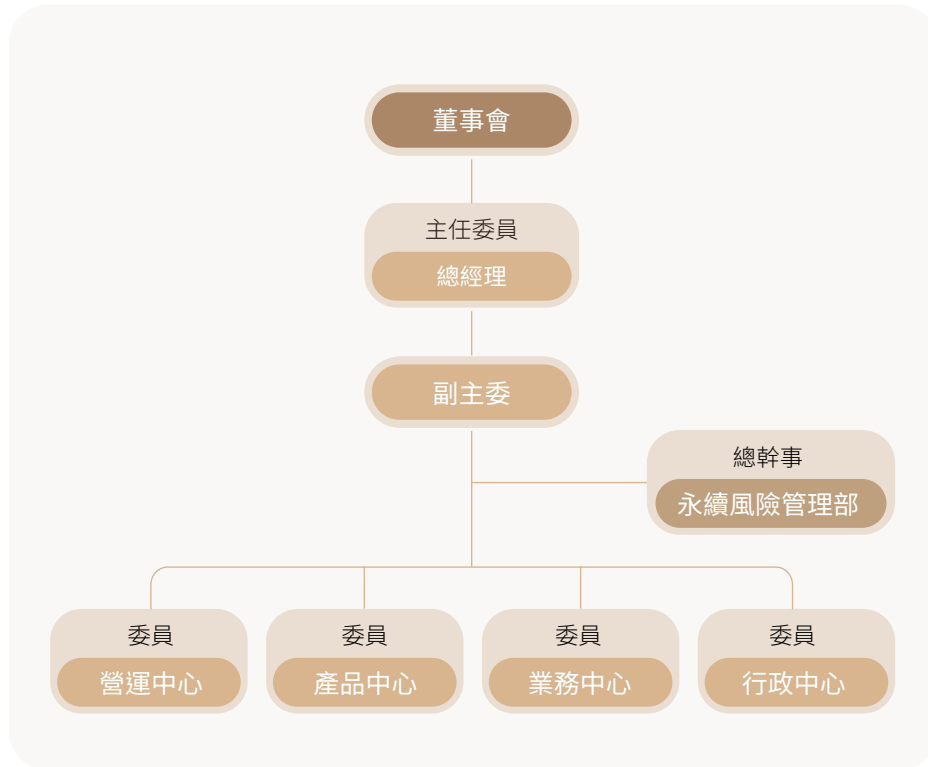 董事會
主任委員
總經理
副主委
總幹事
永續風險管理部
委員
營運中心
委員
產品中心
委員
業務中心
委員
行政中心